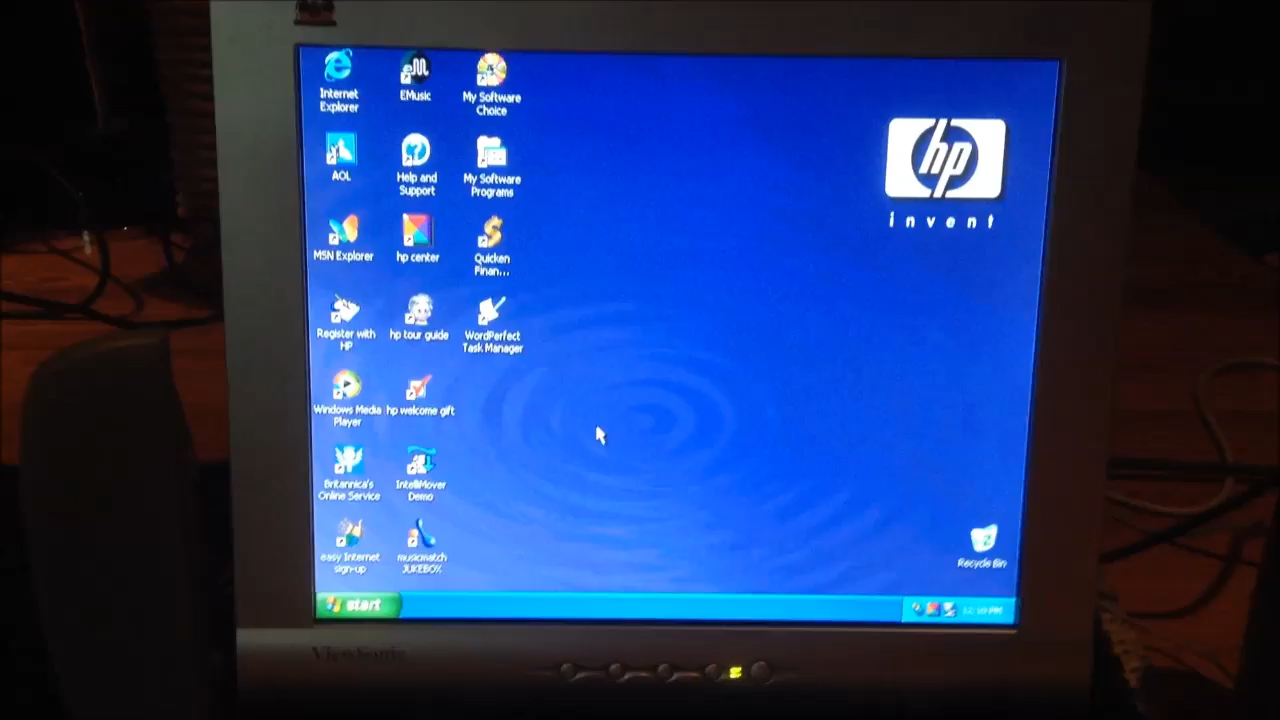 Internet
Explorer
EMusic
My Software
Choice
AOL
Help and
Support
My Software
Programs
MSN Explorer
hp center
Quicken
Finan...
Register with
HP
hp tour guide
WordPerfect
Task Manager
Windows Media
Player
hp welcome gift
Britannica's
Online Service
IntelliMover
Demo
easy Internet
sign-up
musicmatch
JUKEBOX
hp
invent
Recycle Bin
start
ViewSonic